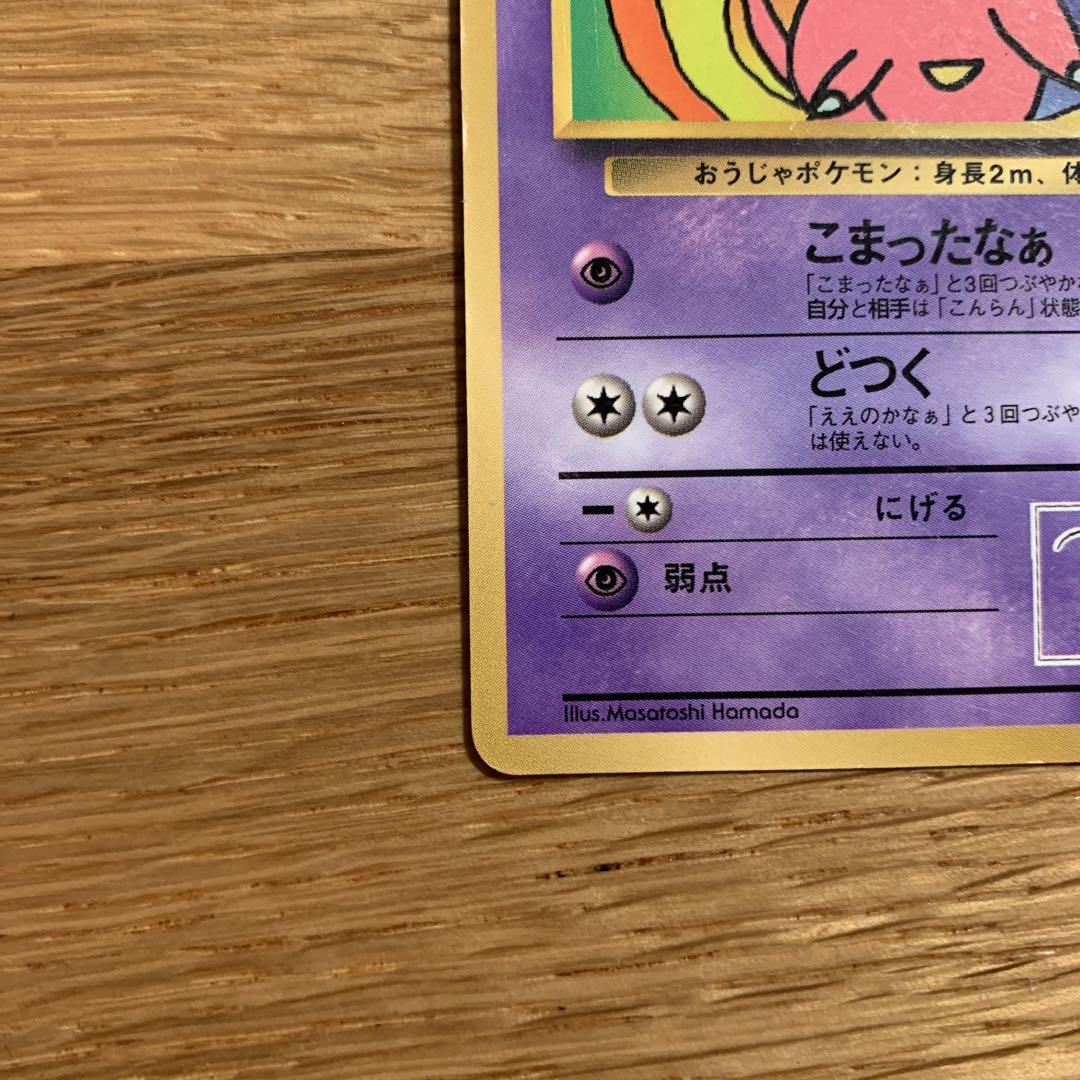 おうじゃポケモン：身長2m、体
こまったなぁ
「こまったなぁ」と3回つぶやか
自分と相手は「こんらん」状態
どつく
「ええのかなぁ」と3回つぶや
は使えない。
にげる
弱点
Illus.Masatoshi Hamada